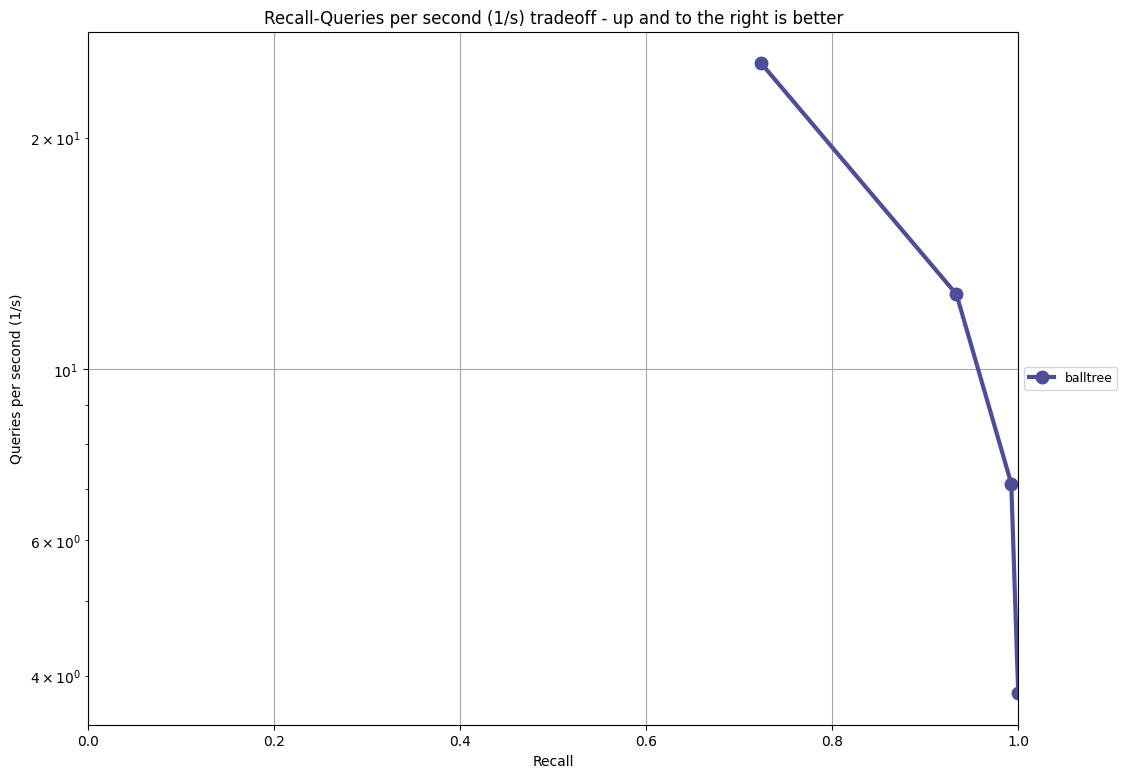 Recall-Queries per second (1/s) tradeoff - up and to the right is better
Queries per second (1/s)
2 × 10¹
10¹
6 × 10⁰
4 × 10⁰
0.0 0.2 0.4 0.6 0.8 1.0
Recall
balltree